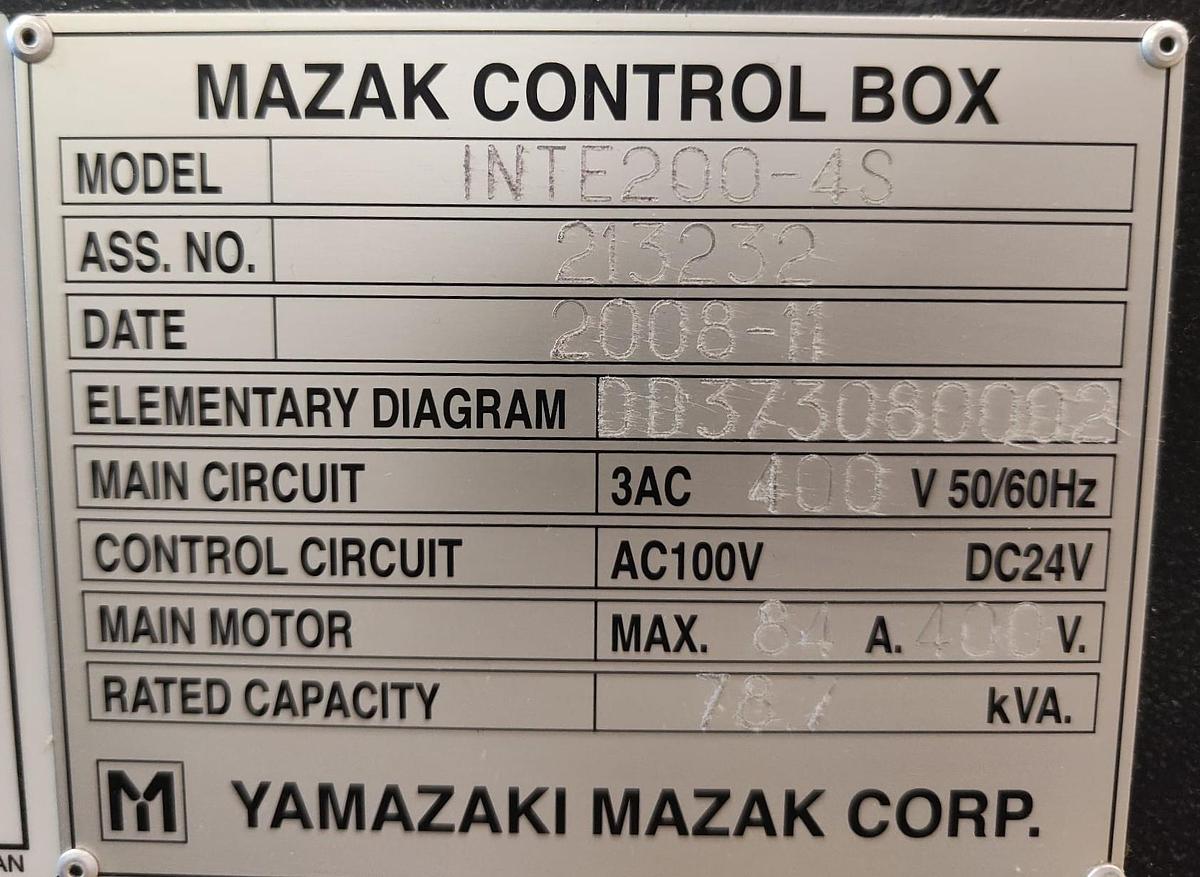 MAZAK CONTROL BOX
MODEL INTE200-4S
ASS. NO. 213232
DATE 2008-11
ELEMENTARY DIAGRAM DD373080002
MAIN CIRCUIT 3AC 400 V 50/60Hz
CONTROL CIRCUIT AC100V DC24V
MAIN MOTOR MAX. 84 A. 400 V.
RATED CAPACITY kVA.
YAMAZAKI MAZAK CORP.